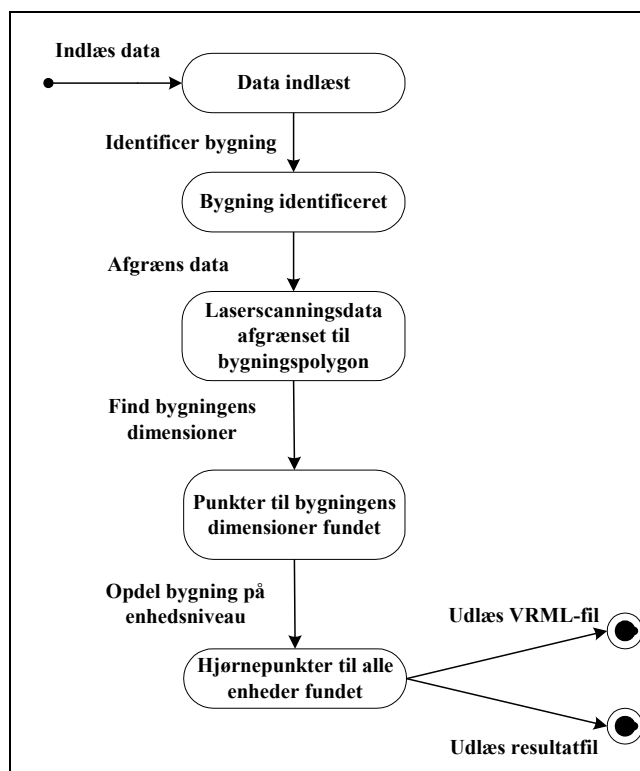 Indlæs data
Data indlæst
Identificer bygning
Bygning identificeret
Afgræns data
Laserscanningsdata
afgrænset til
bygningspolygon
Find bygningens
dimensioner
Punkter til bygningens
dimensioner fundet
Opdel bygning på
enhedsniveau
Udlæs VRML-fil
Hjørnepunkter til alle
enheder fundet
Udlæs resultatfil